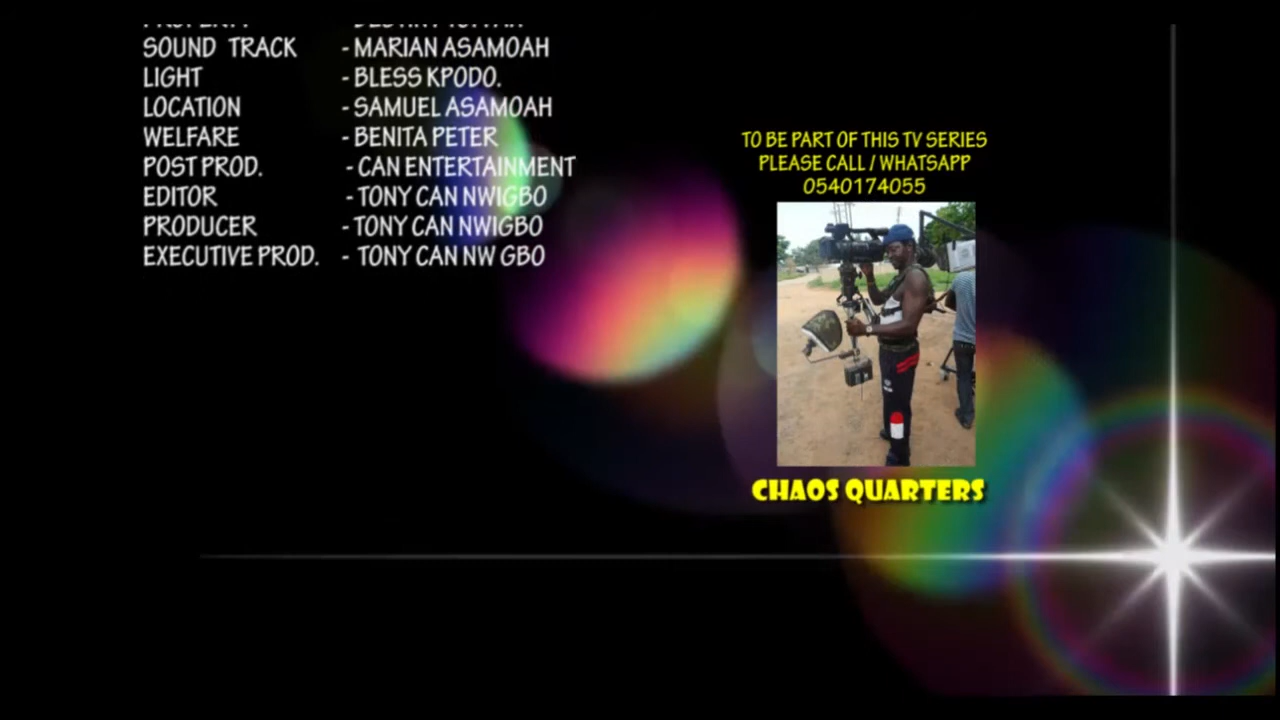 SOUND TRACK - MARIAN ASAMOAH
LIGHT - BLESS KPODO.
LOCATION - SAMUEL ASAMOAH
WELFARE - BENITA PETER
POST PROD. - CAN ENTERTAINMENT
EDITOR - TONY CAN NWIGBO
PRODUCER - TONY CAN NWIGBO
EXECUTIVE PROD. - TONY CAN NW GBO
TO BE PART OF THIS TV SERIES
PLEASE CALL / WHATSAPP
0540174055
CHAOS QUARTERS